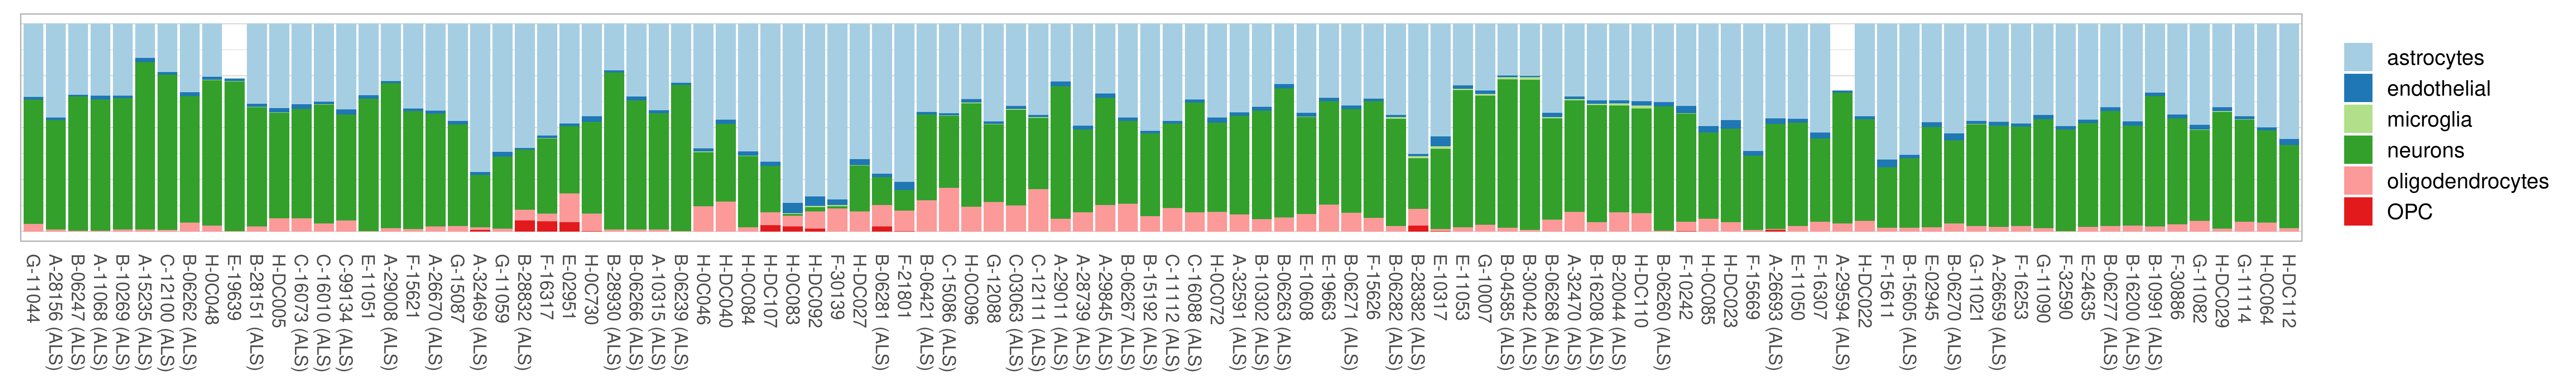 astrocytes
endothelial
microglia
neurons
oligodendrocytes
OPC
G-11044
A-28156 (ALS)
B-06247 (ALS)
A-11068 (ALS)
B-10269 (ALS)
A-15235 (ALS)
C-12100 (ALS)
B-06262 (ALS)
H-0C048
E-19639
B-28151 (ALS)
H-DC005
C-16073 (ALS)
C-16010 (ALS)
C-99134 (ALS)
E-11051
A-29008 (ALS)
F-15621
A-26670 (ALS)
G-15087
A-32469 (ALS)
G-11059
B-28832 (ALS)
F-16317
E-02951
H-0C730
B-28930 (ALS)
B-06266 (ALS)
A-10315 (ALS)
B-06239 (ALS)
H-0C046
H-DC040
H-0C084
H-DC107
H-0C083
H-DC092
F-30139
H-DC027
B-06281 (ALS)
F-21801
B-06421 (ALS)
C-15086 (ALS)
H-0C096
G-12088
C-03063 (ALS)
C-12111 (ALS)
A-29011 (ALS)
A-28739 (ALS)
A-29845 (ALS)
B-06267 (ALS)
B-15192 (ALS)
C-11112 (ALS)
C-16088 (ALS)
H-0C072
A-32591 (ALS)
B-10302 (ALS)
B-06263 (ALS)
E-10608
E-19663
B-06271 (ALS)
F-15626
B-06282 (ALS)
B-28382 (ALS)
E-10317
E-11053
G-10007
B-04585 (ALS)
B-30042 (ALS)
B-06268 (ALS)
A-32470 (ALS)
B-16208 (ALS)
B-20044 (ALS)
H-DC110
B-06260 (ALS)
F-10242
H-0C085
H-DC023
F-15669
A-26693 (ALS)
E-11050
F-16307
A-29594 (ALS)
H-DC022
F-15611
B-15605 (ALS)
E-02945
B-06270 (ALS)
G-11021
A-26659 (ALS)
F-16253
G-11090
F-32590
E-24635
B-06277 (ALS)
B-16200 (ALS)
B-10991 (ALS)
F-30886
G-11082
H-DC029
G-11114
H-0C064
H-DC112